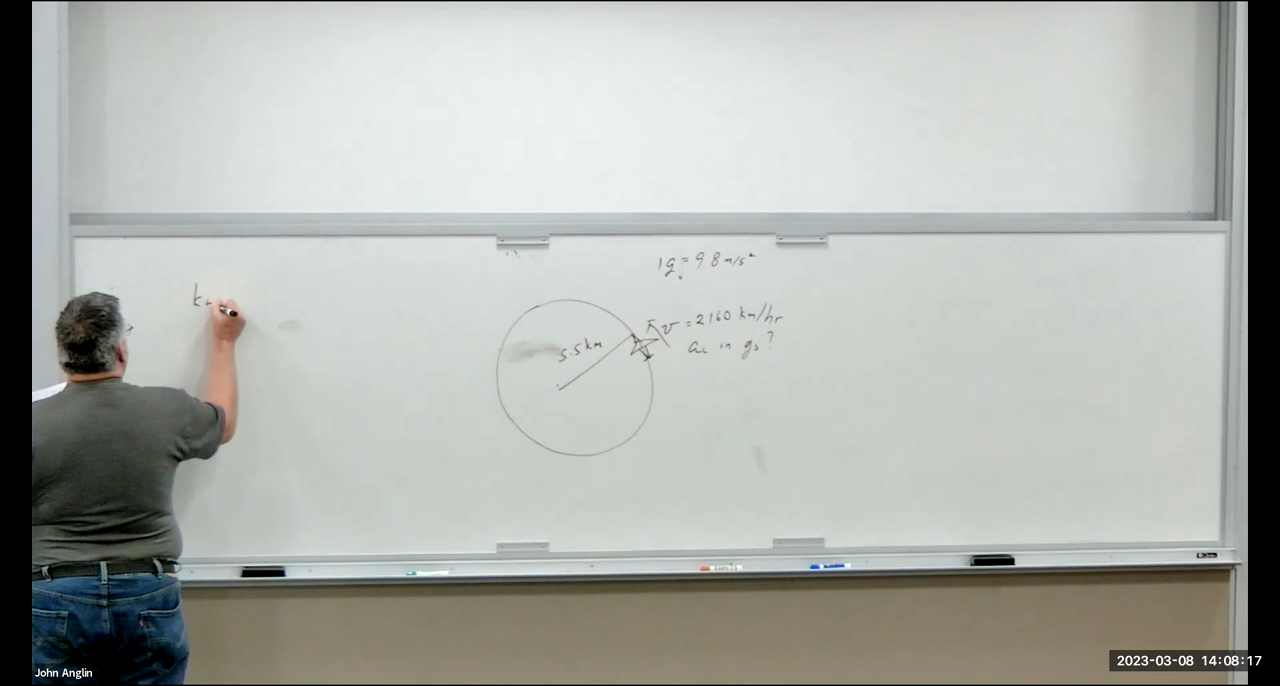 k
1g = 9.8 m/s²
5.5 km
v = 2160 km/hr
ac in gs?
John Anglin
2023-03-08 14:08:17